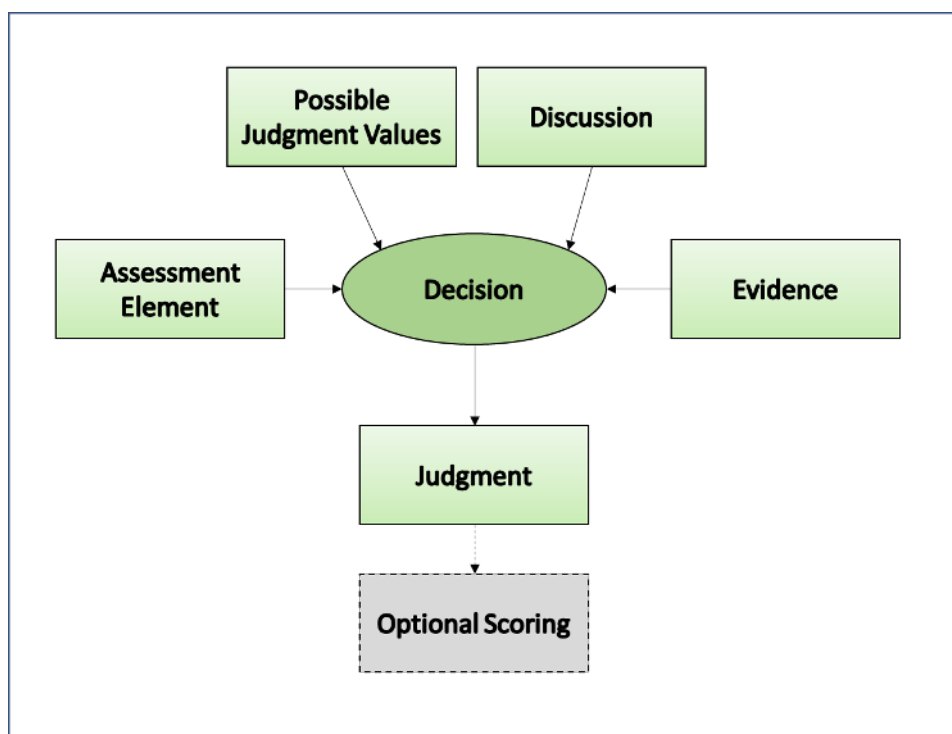 Possible
Judgment Values
Discussion
Assessment
Element
Decision
Evidence
Judgment
Optional Scoring